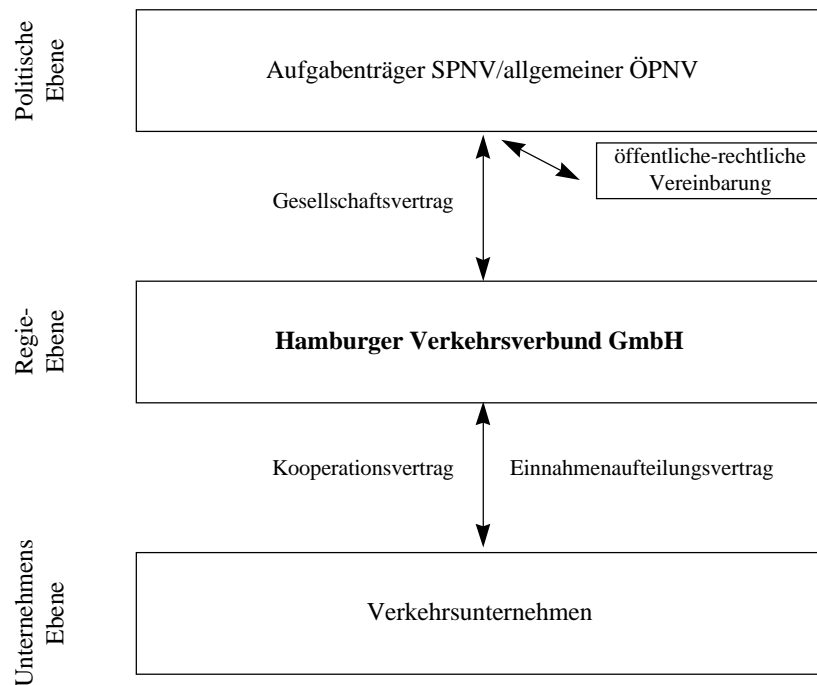 Politische
Ebene
Aufgabenträger SPNV/allgemeiner ÖPNV
öffentliche-rechtliche
Vereinbarung
Gesellschaftsvertrag
Regie-
Ebene
Hamburger Verkehrsverbund GmbH
Kooperationsvertrag
Einnahmenaufteilungsvertrag
Unternehmens
Ebene
Verkehrsunternehmen